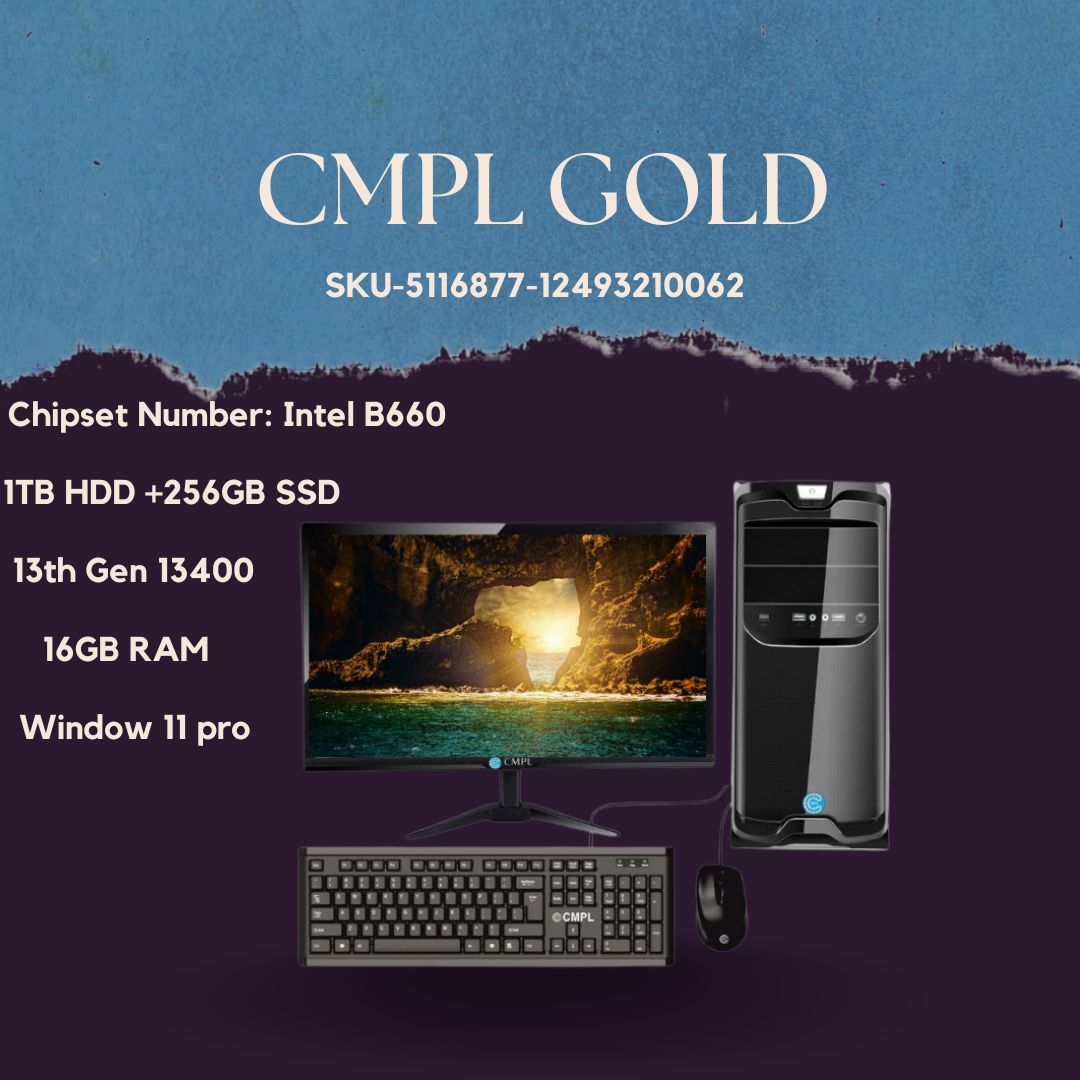 CMPL GOLD
SKU-5116877-12493210062
Chipset Number: Intel B660
1TB HDD +256GB SSD
13th Gen 13400
16GB RAM
Window 11 pro
CMPL
CMPL